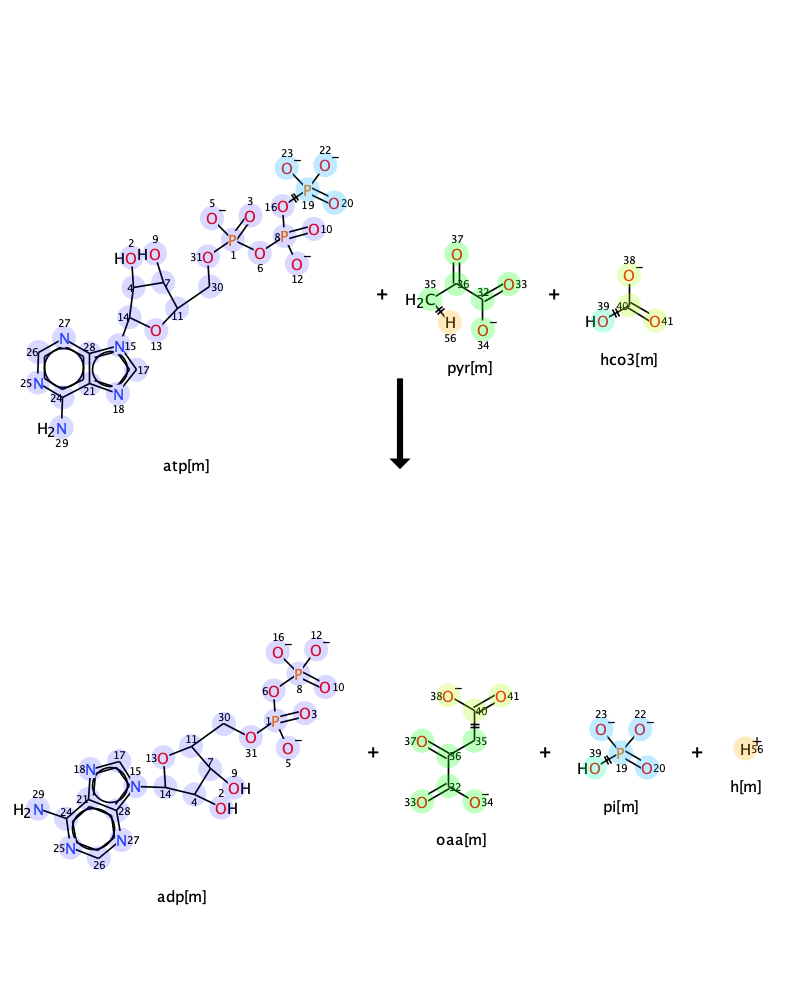 23 O− 22 O−
5 O− 3 O 16 O P 19 O 20
2 HO 9 HO 31 O P 1 O 6 8 P O 10 37 O 38 O−
4 7 30 O− 12 35 H2C 36 32 O 33 39 HO 40 O 41
14 11 O 13 + H 56 O− 34 + hco3[m]
27 N 28 N 15 pyr[m]
26 17
25 N 24 21 N 18
H2N 29
atp[m]
16 O− 12 O−
6 O P 8 O 10 38 O− 40 O 41
30 O 31 P 1 O 3 O− 5 37 O 36 35 23 O− 22 O−
13 O 11 7 9 OH + 32 + 39 HO P 19 O 20 + H+ 56
18 N 17 15 N 14 4 2 OH 33 O O− 34 pi[m] h[m]
29 H2N 24 21 28 oaa[m]
25 N 26 N 27
adp[m]